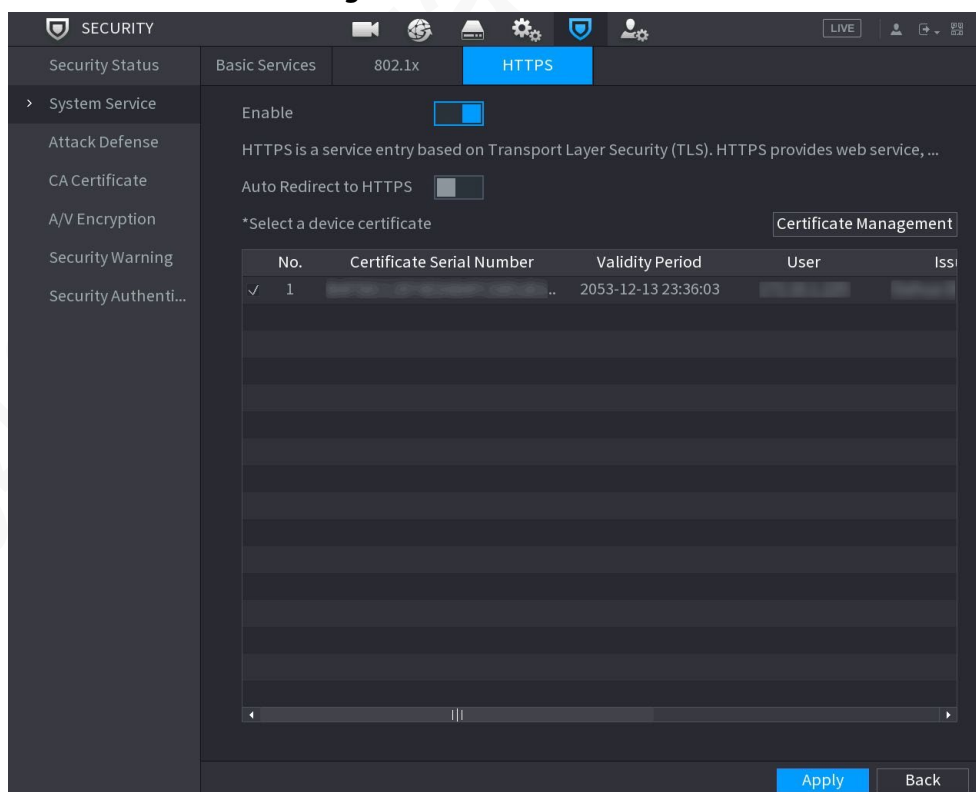 SECURITY
LIVE
Security Status
System Service
Attack Defense
CA Certificate
A/V Encryption
Security Warning
Security Authenti...
Basic Services 802.1x HTTPS
Enable
HTTPS is a service entry based on Transport Layer Security (TLS). HTTPS provides web service, ...
Auto Redirect to HTTPS
*Select a device certificate Certificate Management
No. Certificate Serial Number Validity Period User
1 .. 2053-12-13 23:36:03
Apply Back